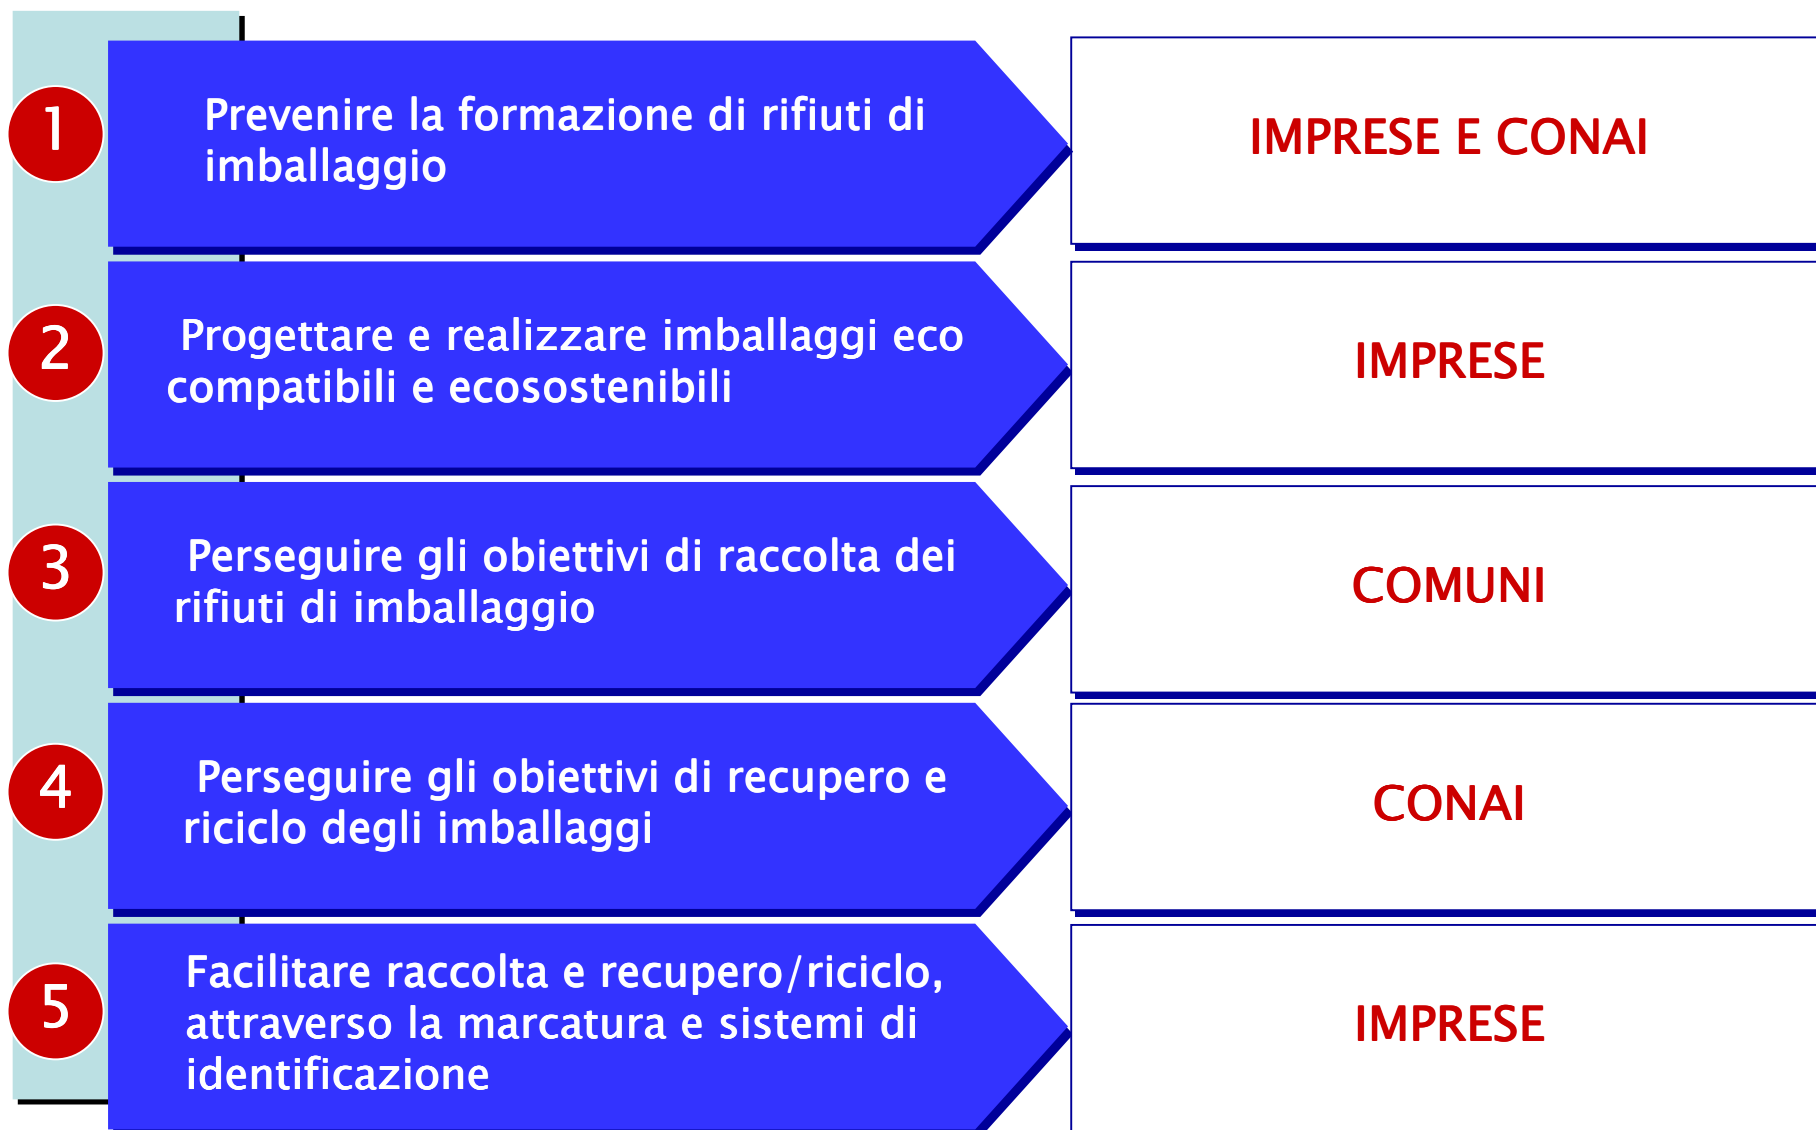 1
Prevenire la formazione di rifiuti di
imballaggio
IMPRESE E CONAI
2
Progettare e realizzare imballaggi eco
compatibili e ecosostenibili
IMPRESE
3
Perseguire gli obiettivi di raccolta dei
rifiuti di imballaggio
COMUNI
4
Perseguire gli obiettivi di recupero e
riciclo degli imballaggi
CONAI
5
Facilitare raccolta e recupero/riciclo,
attraverso la marcatura e sistemi di
identificazione
IMPRESE